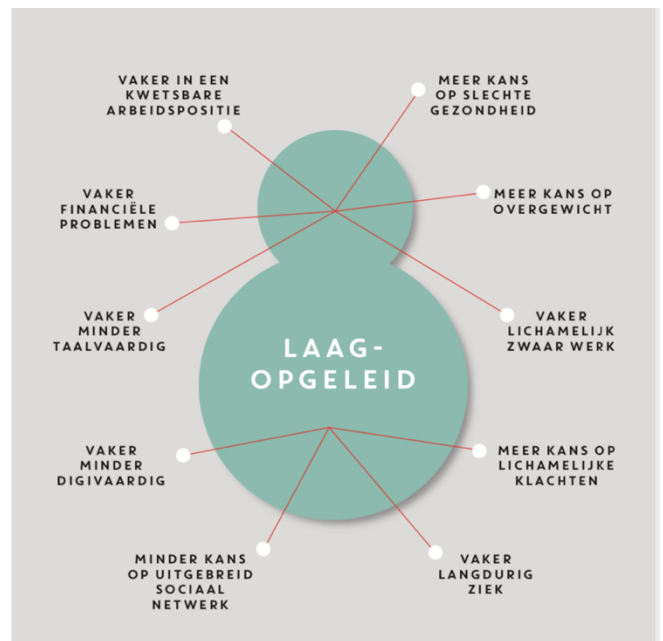 VAKER IN EEN
KWETSBARE
ARBEIDSPOSITIE
MEER KANS
OP SLECHTE
GEZONDHEID
VAKER
FINANCIËLE
PROBLEMEN
MEER KANS OP
OVERGEWICHT
VAKER
MINDER
TAALVAARDIG
VAKER
LICHAMELIJK
ZWAAR WERK
LAAG-
OPGELEID
VAKER
MINDER
DIGIVAARDIG
MEER KANS OP
LICHAMELIJKE
KLACHTEN
MINDER KANS
OP UITGEBREID
SOCIAAL
NETWERK
VAKER
LANGDURIG
ZIEK